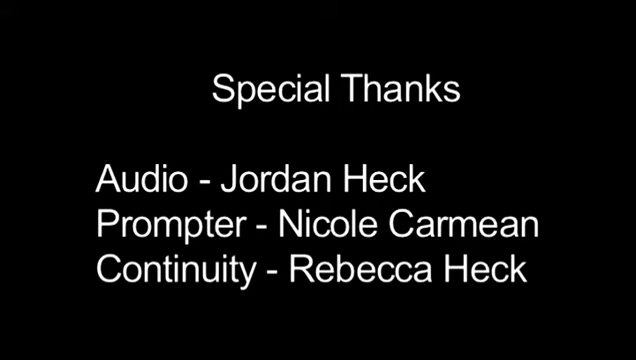 Special Thanks
Audio - Jordan Heck
Prompter - Nicole Carmean
Continuity - Rebecca Heck